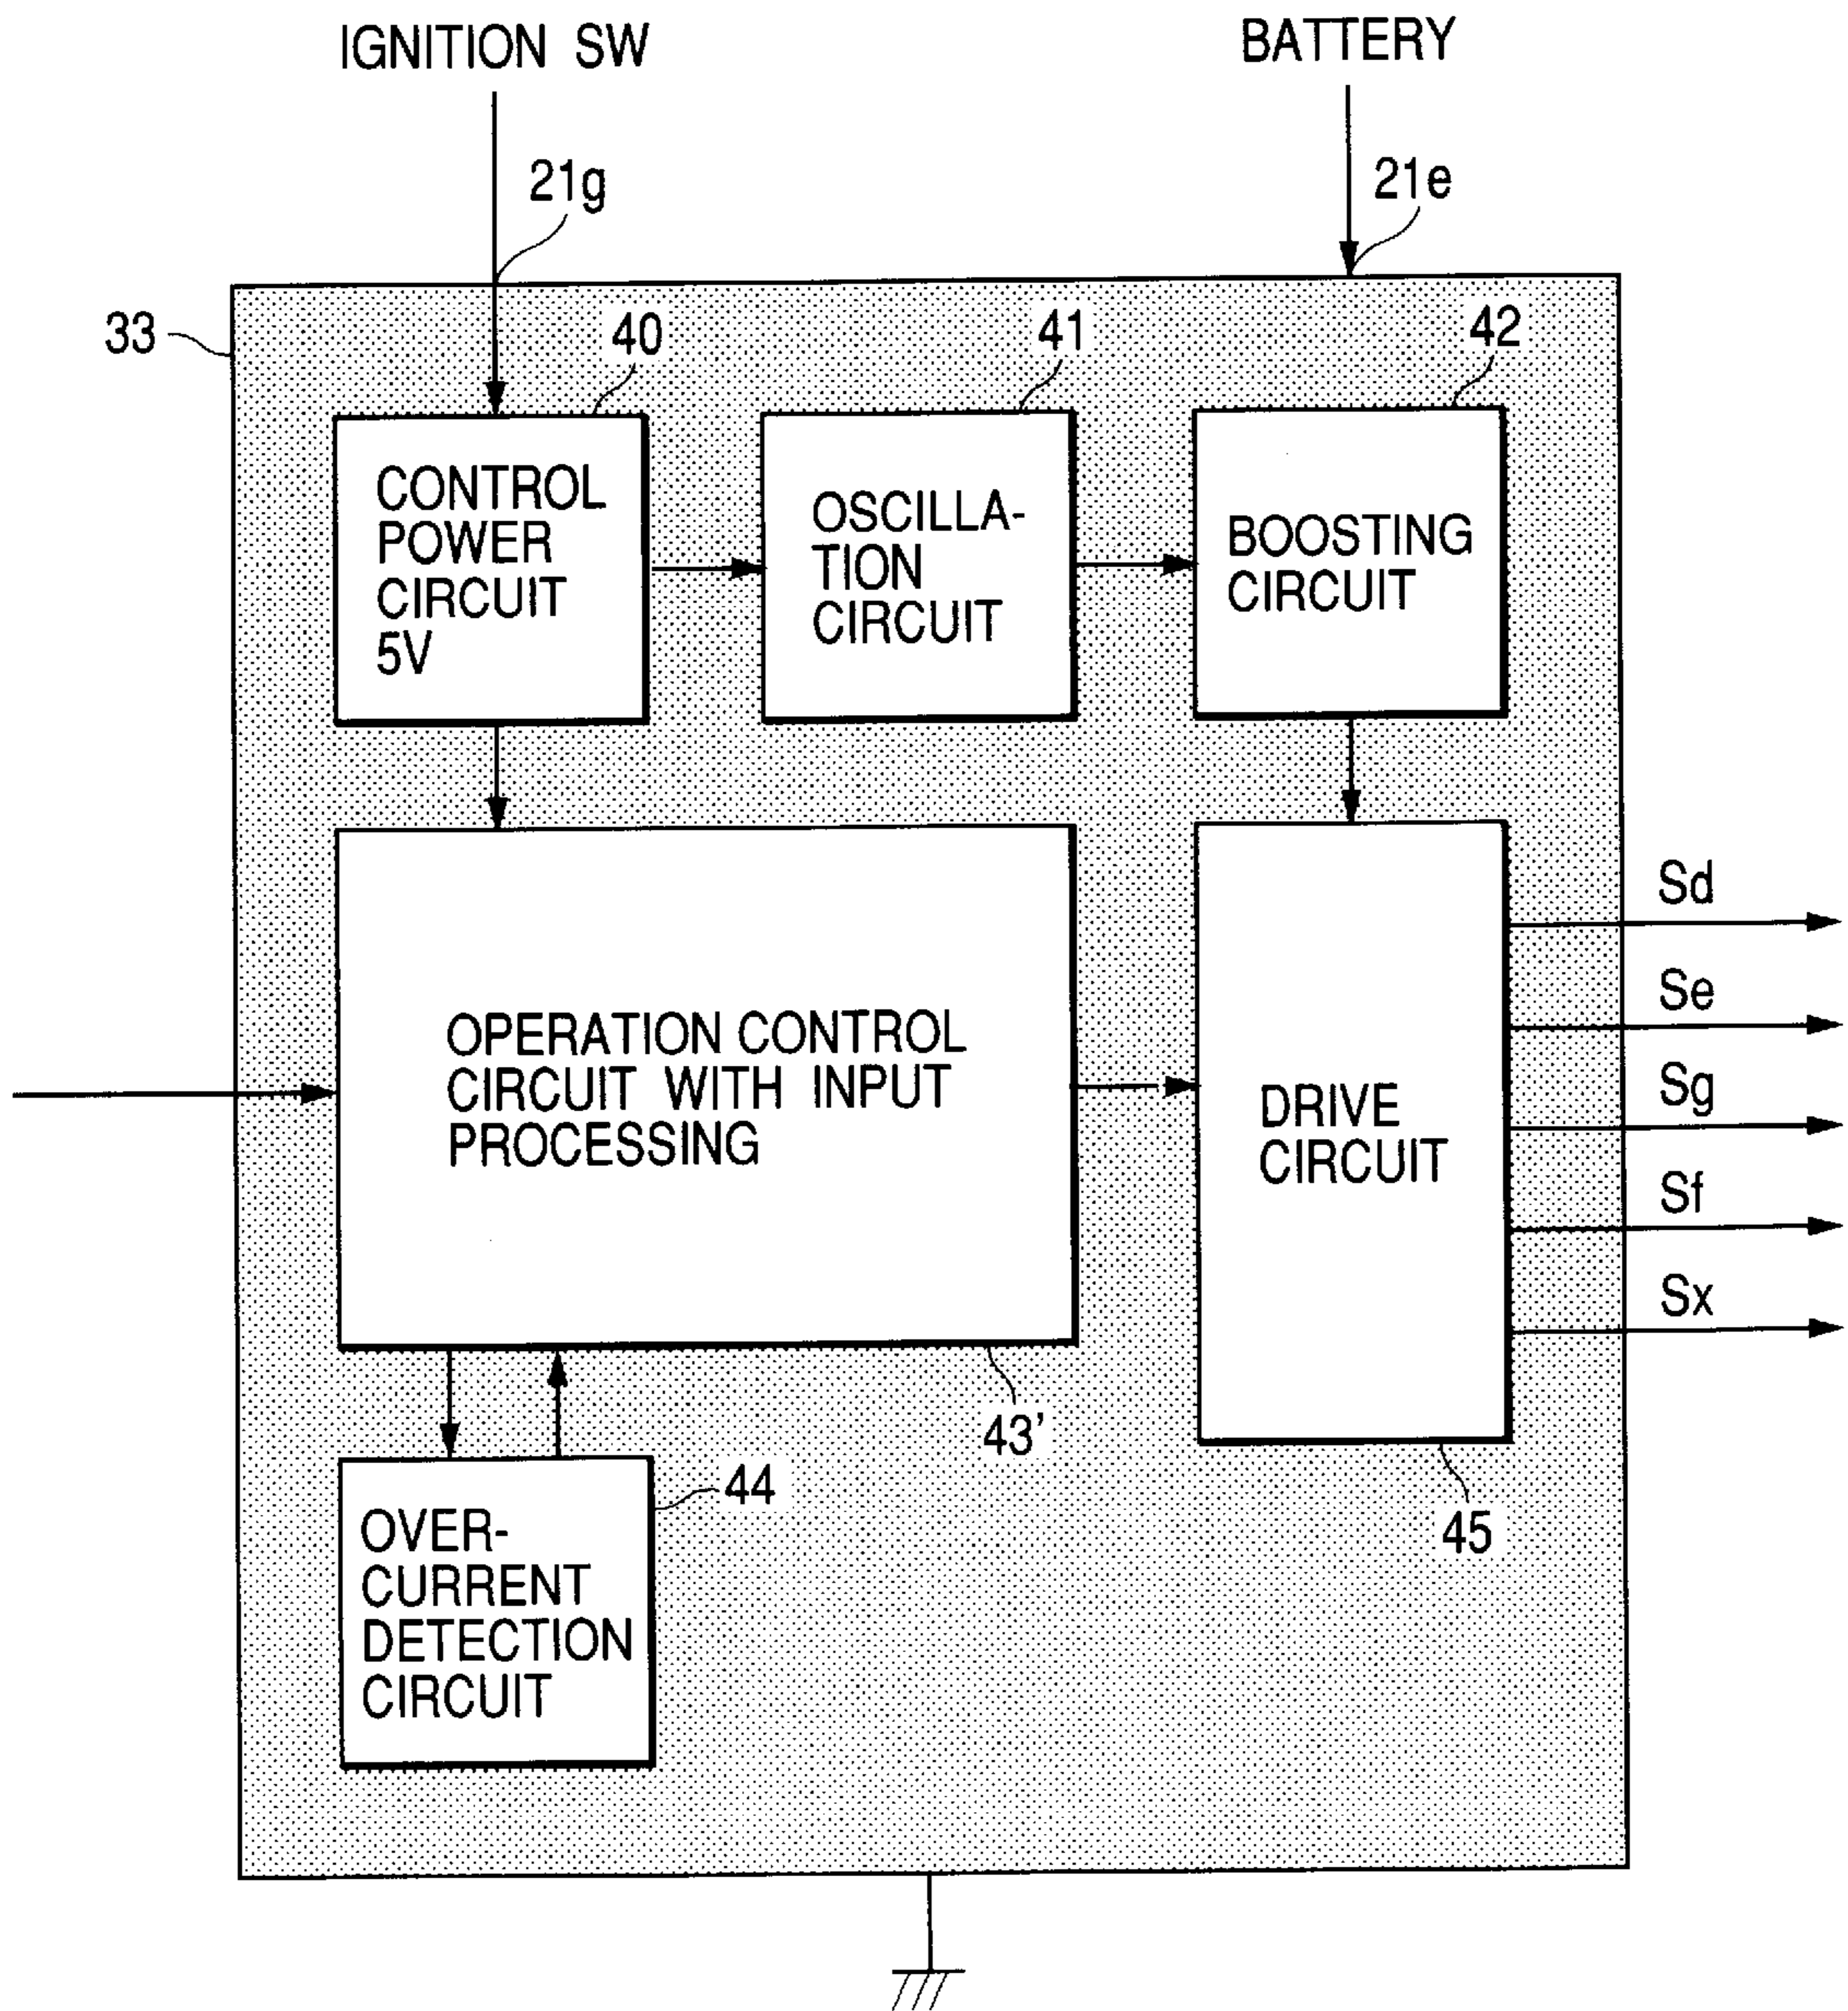 IGNITION SW
BATTERY
21g
21e
33
40
41
42
CONTROL
POWER
CIRCUIT
5V
OSCILLA-
TION
CIRCUIT
BOOSTING
CIRCUIT
OPERATION CONTROL
CIRCUIT WITH INPUT
PROCESSING
DRIVE
CIRCUIT
Sd
Se
Sg
Sf
Sx
43’
44
45
OVER-
CURRENT
DETECTION
CIRCUIT